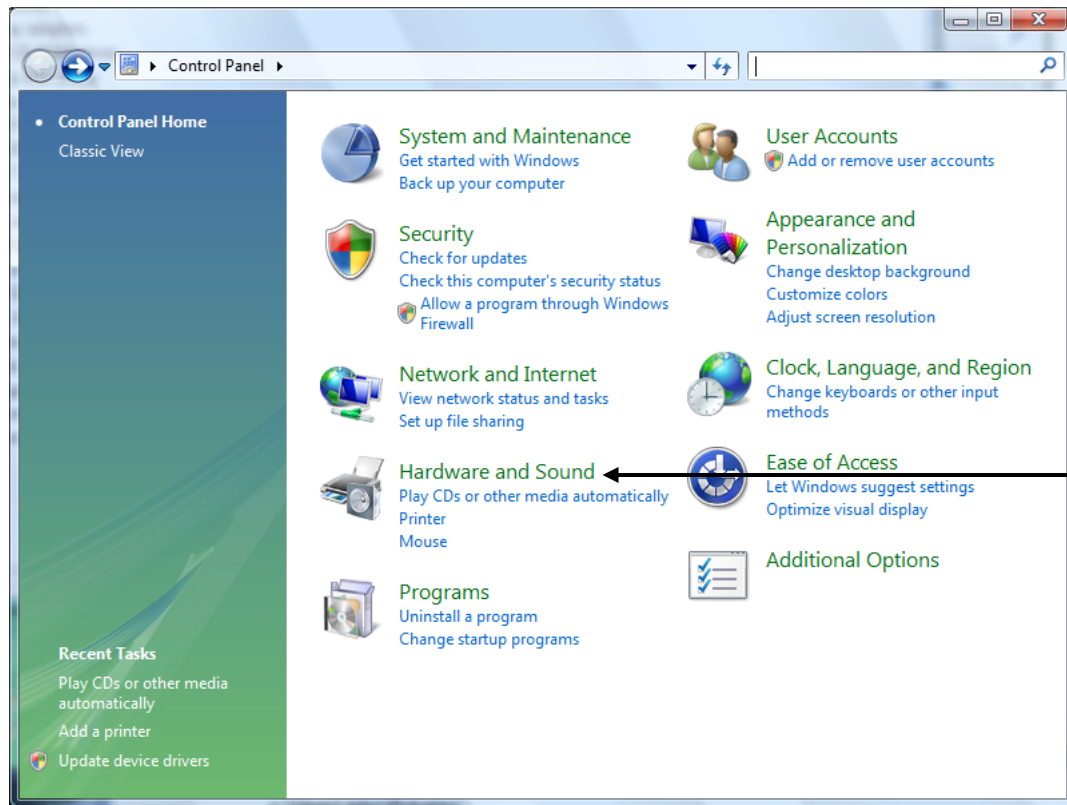 Control Panel
Control Panel Home
Classic View
Recent Tasks
Play CDs or other media
automatically
Add a printer
Update device drivers
System and Maintenance
Get started with Windows
Back up your computer
Security
Check for updates
Check this computer's security status
Allow a program through Windows
Firewall
Network and Internet
View network status and tasks
Set up file sharing
Hardware and Sound
Play CDs or other media automatically
Printer
Mouse
Programs
Uninstall a program
Change startup programs
User Accounts
Add or remove user accounts
Appearance and
Personalization
Change desktop background
Customize colors
Adjust screen resolution
Clock, Language, and Region
Change keyboards or other input
methods
Ease of Access
Let Windows suggest settings
Optimize visual display
Additional Options